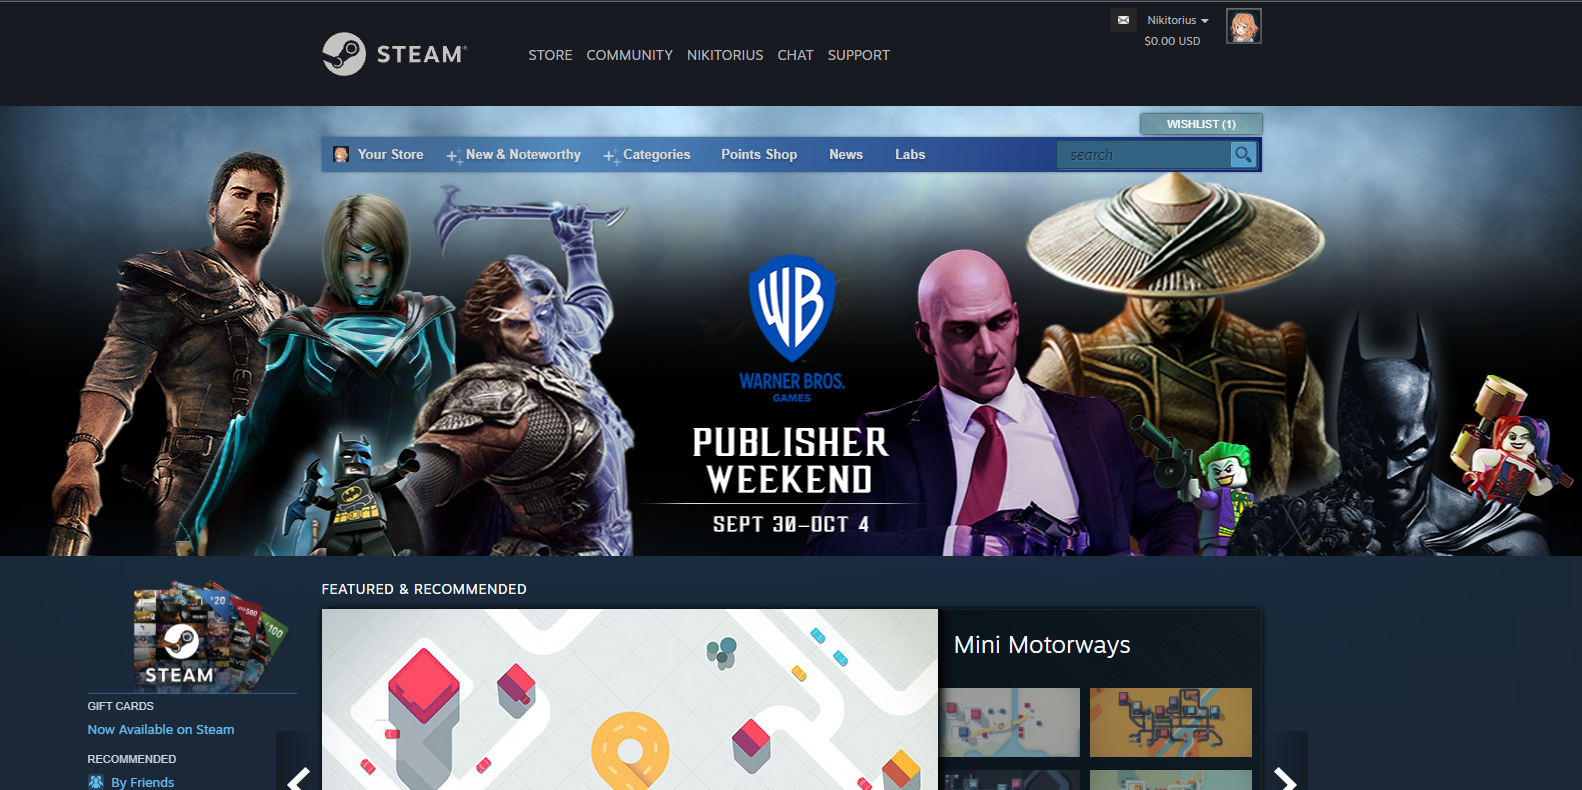 Nikitorius
$0.00 USD
STEAM®
STORE COMMUNITY NIKITORIUS CHAT SUPPORT
WISHLIST (1)
Your Store New & Noteworthy Categories Points Shop News Labs search
WB
WARNER BROS.
GAMES
PUBLISHER
WEEKEND
SEPT 30–OCT 4
FEATURED & RECOMMENDED
$20
$100
STEAM
Mini Motorways
GIFT CARDS
Now Available on Steam
RECOMMENDED
By Friends